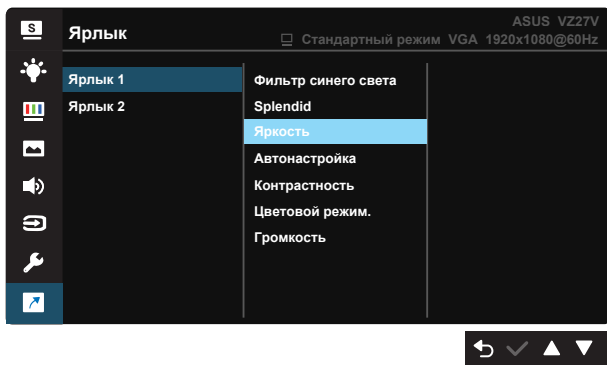 S
Ярлык
ASUS VZ27V
Стандартный режим VGA 1920x1080@60Hz
Ярлык 1
Ярлык 2
Фильтр синего света
Splendid
Яркость
Автонастройка
Контрастность
Цветовой режим.
Громкость